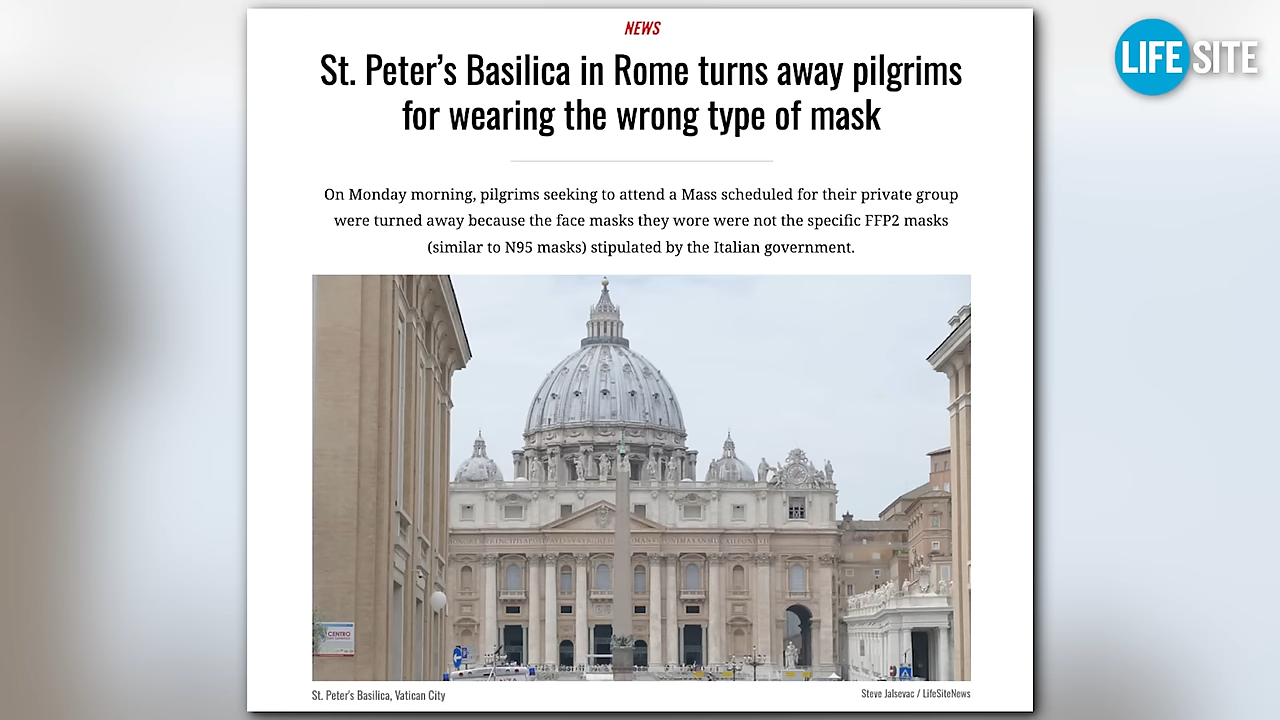 NEWS
LIFE SITE
St. Peter's Basilica in Rome turns away pilgrims
for wearing the wrong type of mask
On Monday morning, pilgrims seeking to attend a Mass scheduled for their private group
were turned away because the face masks they wore were not the specific FFP2 masks
(similar to N95 masks) stipulated by the Italian government.
CENTRO
St. Peter's Basilica, Vatican City
Steve Jalsevac / LifeSiteNews